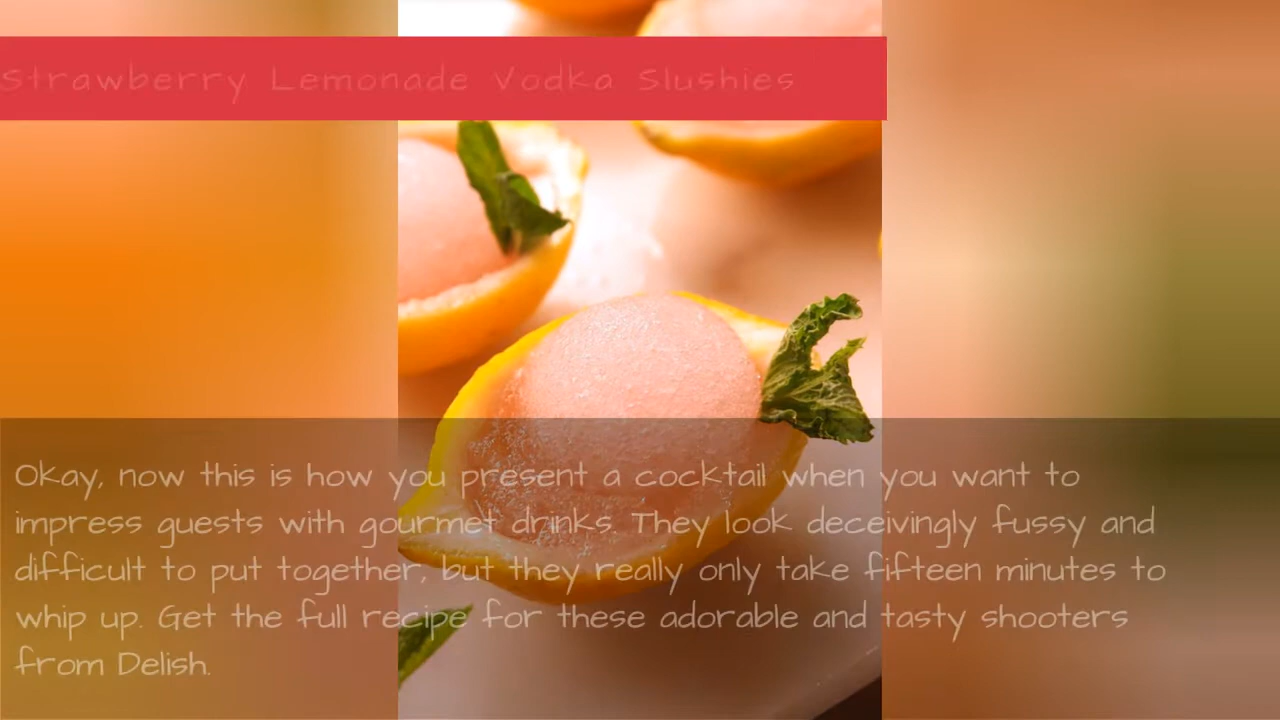 Strawberry Lemonade Vodka Slushies
Okay, now this is how you present a cocktail when you want to
impress guests with gourmet drinks. They look deceivingly fussy and
difficult to put together, but they really only take fifteen minutes to
whip up. Get the full recipe for these adorable and tasty shooters
from Delish.